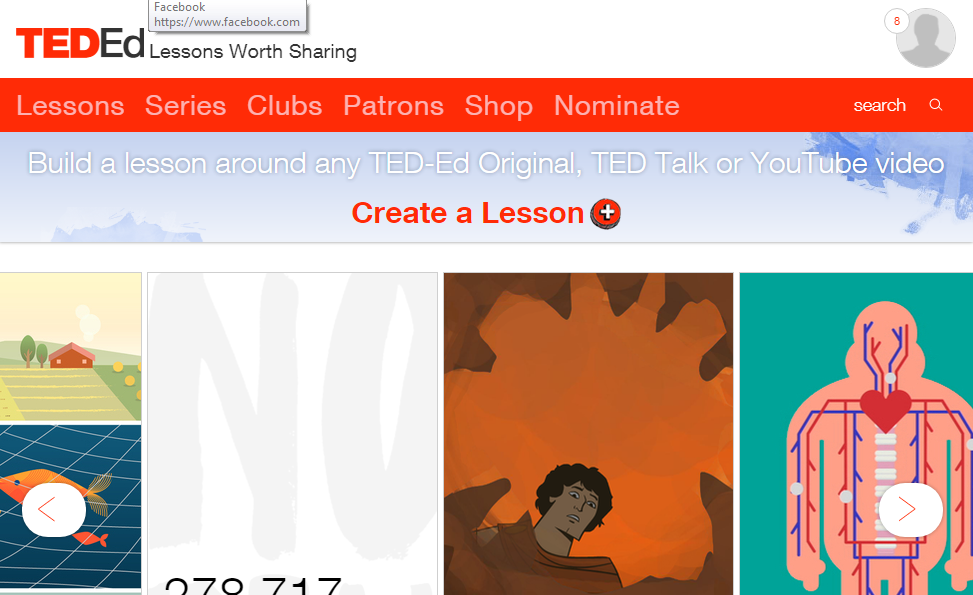 Facebook
https://www.facebook.com
TEDEd Lessons Worth Sharing
8
Lessons Series Clubs Patrons Shop Nominate search
Build a lesson around any TED-Ed Original, TED Talk or YouTube video
Create a Lesson
NO
278,717